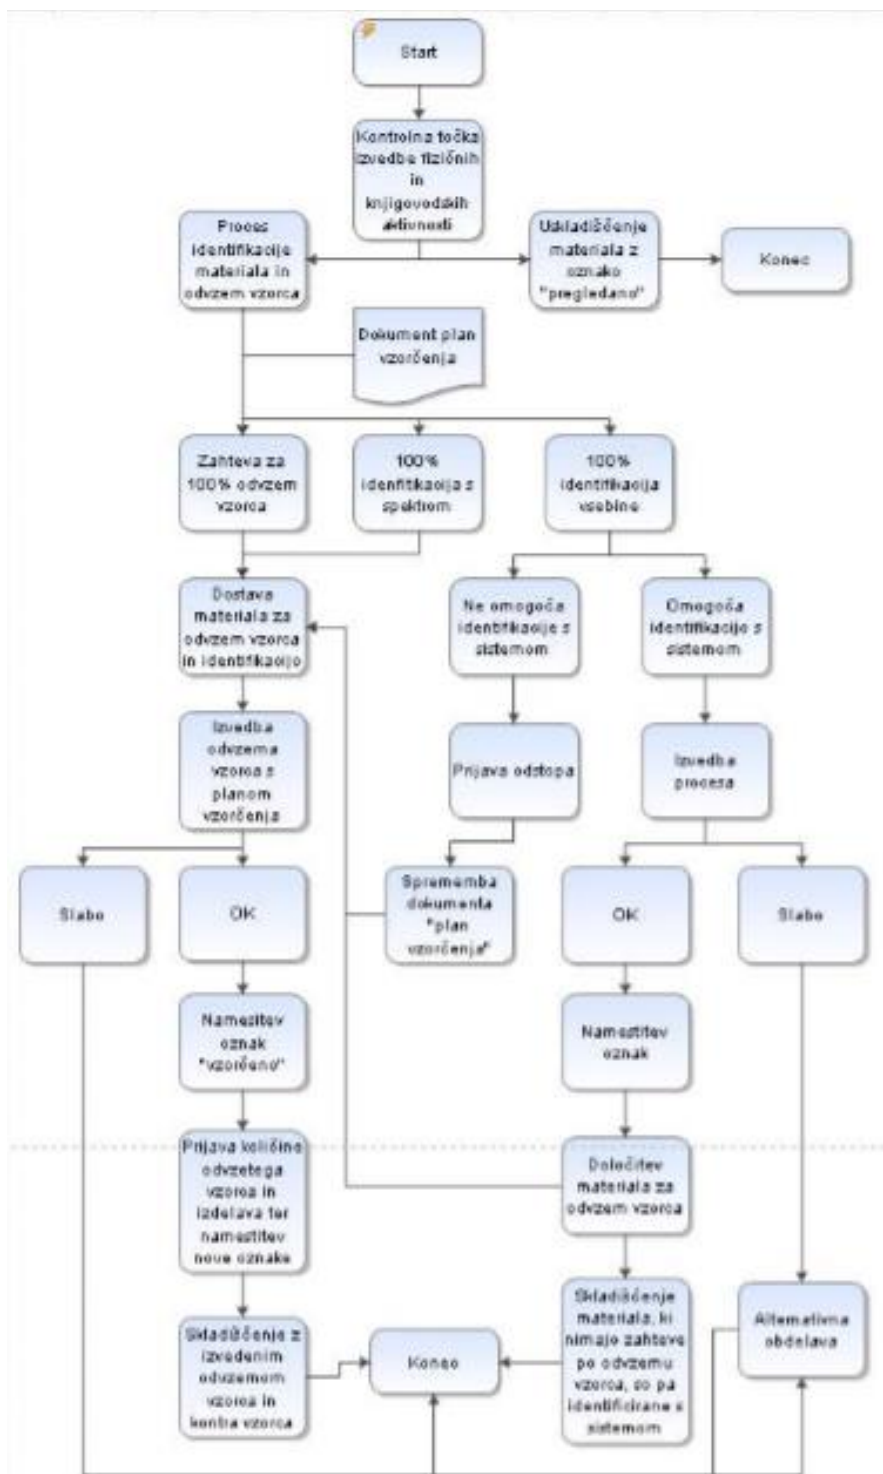 Start
Kontrolna točka
izvedbe fizičnih
in
knjigovodskih
aktivnosti
Proces
identifikacije
materiala in
odvzem vzorca
Uskladiščenje
materiala z
oznako
"pregledano"
Konec
Dokument plan
vzorčenja
Zahteva za
100% odvzem
vzorca
100%
idenfitikacija s
spektrom
100%
identifikacija
vsebine
Dostava
materiala za
odvzem vzorca
in identifikacijo
Ne omogoča
identifikacije s
sistemom
Omogoča
identifikacijo s
sistemom
Izvedba
odvzema
vzorca s
planom
vzorčenja
Prijava odstopa
Izvedba
procesa
Slabo
OK
Sprememba
dokumenta
"plan
vzorčenja"
OK
Slabo
Namestitev
oznak
"vzorčeno"
Namestitev
oznak
Prijava količine
odvzetega
vzorca in
izdelava ter
namestitev
nove oznake
Določitev
materiala za
odvzem vzorca
Skladiščenje z
izvedenim
odvzemom
vzorca in
kontra vzorca
Konec
Skladiščenje
materiala, ki
nimajo zahteve
po odvzemu
vzorca, so pa
identificirane s
sistemom
Alternativna
obdelava